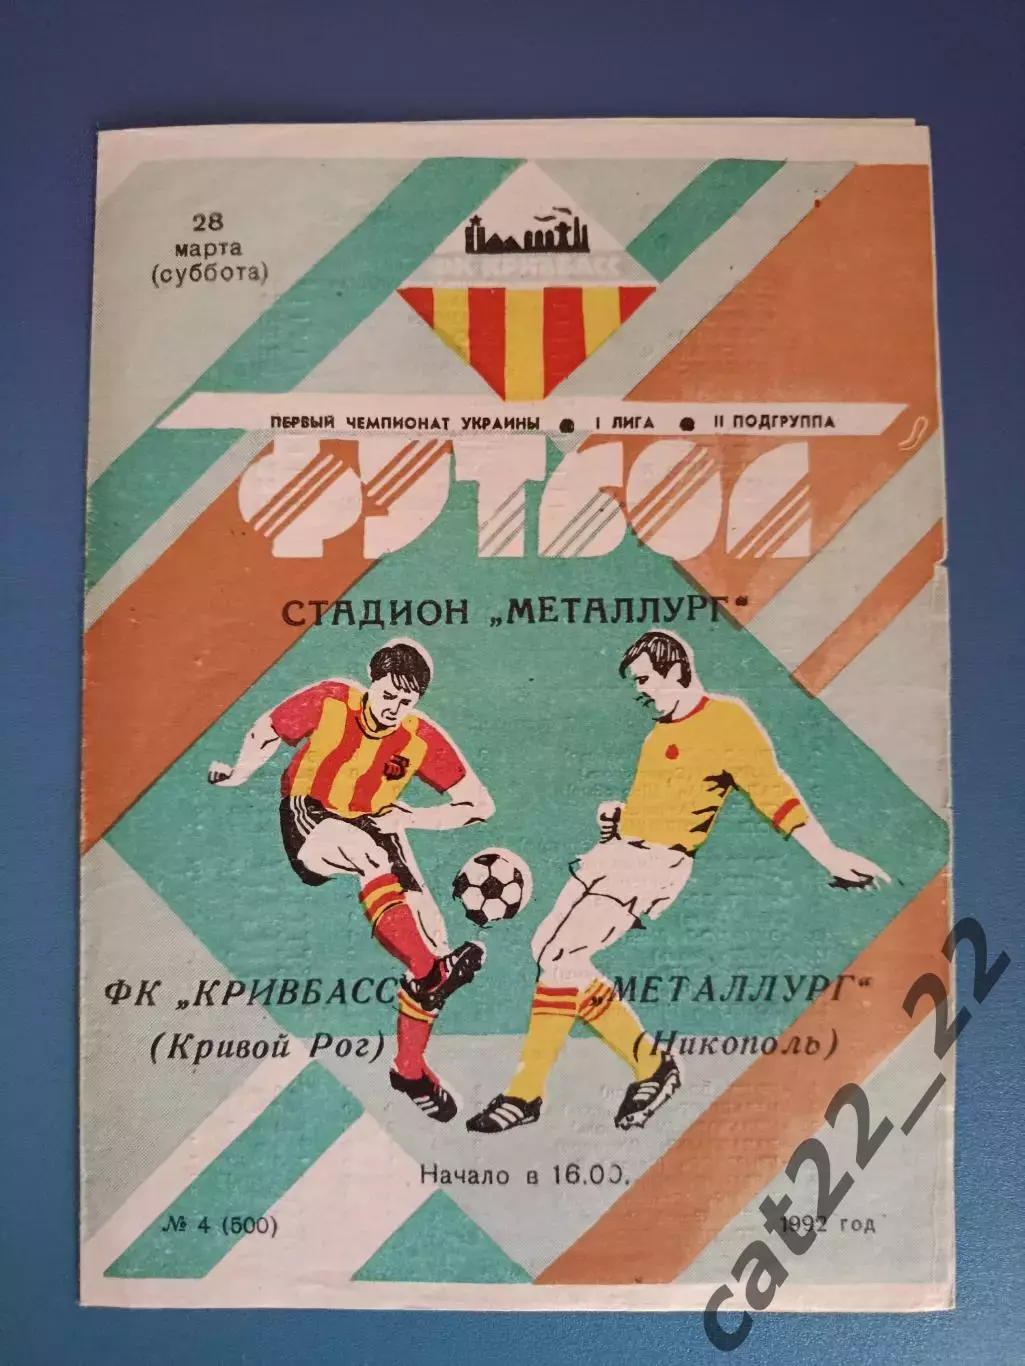 28
марта
(суббота)
ФК КРИВБАСС
ПЕРВЫЙ ЧЕМПИОНАТ УКРАИНЫ I ЛИГА II ПОДГРУППА
ФУТБОЛ
СТАДИОН „МЕТАЛЛУРГ“
ФК „КРИВБАСС
(Кривой Рог)
„МЕТАЛЛУРГ“
(Никополь)
Начало в 16.00.
№ 4 (500)
1992 год
cat22_22